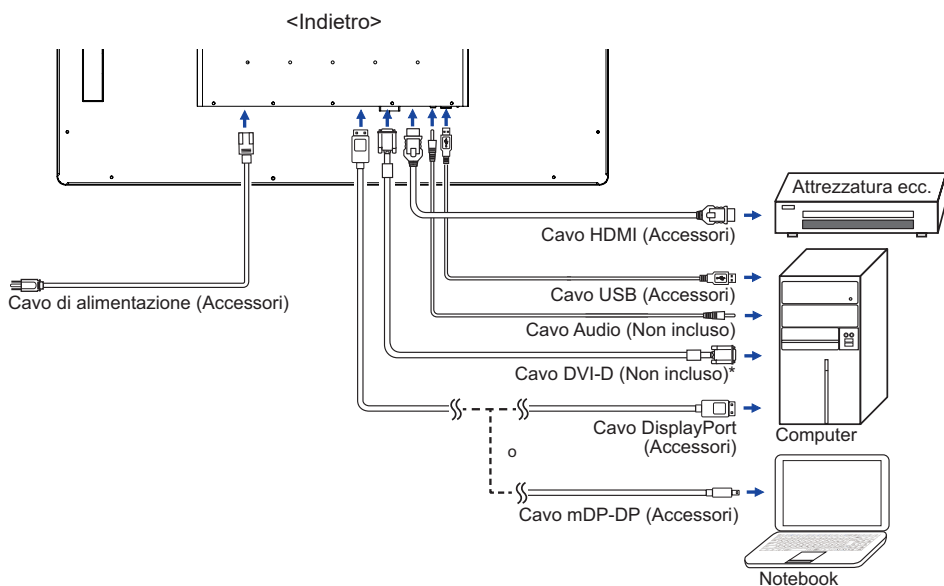 <Indietro>
Attrezzatura ecc.
Cavo HDMI (Accessori)
Cavo di alimentazione (Accessori)
Cavo USB (Accessori)
Cavo Audio (Non incluso)
Cavo DVI-D (Non incluso)*
Cavo DisplayPort
(Accessori)
Computer
o
Cavo mDP-DP (Accessori)
Notebook